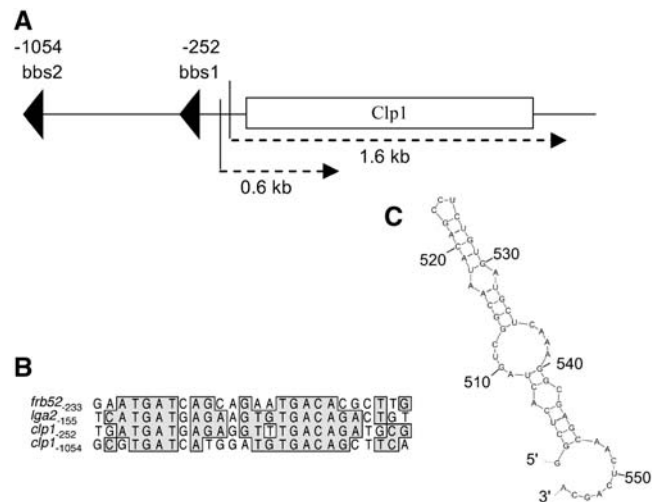 A
-1054
-252
bbs2
bbs1
Clp1
1.6 kb
0.6 kb
C
520
530
540
510
550
5'
3'
B
frb52-233 GAATGATCAGCAGAATGACACGCTTG
lga2-155 TCATGATGAGAAGTGTGACAGACTGT
clp1-252 TGATGATGAGAGGTTTGACAGATGCG
clp1-1054 GCGTGATCATGGATGTGACAGCTTCA